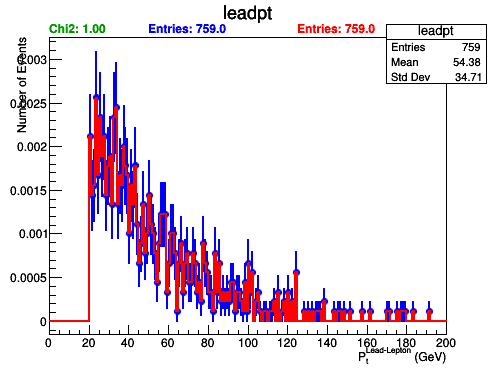 leadpt
Chi2: 1.00 Entries: 759.0 Entries: 759.0
leadpt
Entries 759
Mean 54.38
Std Dev 34.71
Number of Events
0.003
0.0025
0.002
0.0015
0.001
0.0005
0
0 20 40 60 80 100 120 140 160 180 200
P_t^Lead-Lepton (GeV)